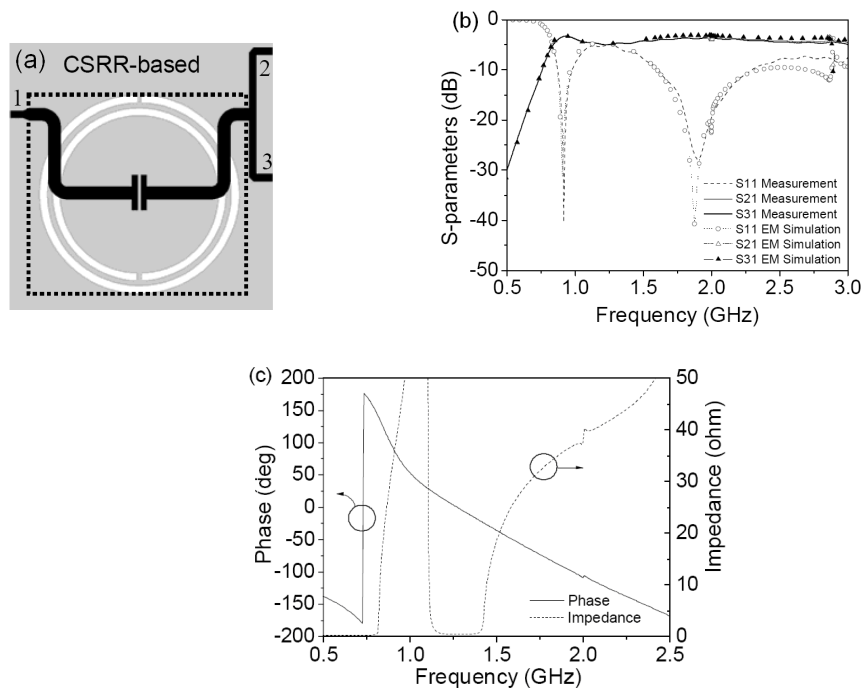 (a)
CSRR-based
1
2
3
(b)
0
-10
-20
-30
-40
-50
S-parameters (dB)
S11 Measurement
S21 Measurement
S31 Measurement
S11 EM Simulation
S21 EM Simulation
S31 EM Simulation
0.5 1.0 1.5 2.0 2.5 3.0
Frequency (GHz)
(c)
200
150
100
50
0
-50
-100
-150
-200
Phase (deg)
50
40
30
20
10
0
Impedance (ohm)
Phase
Impedance
0.5 1.0 1.5 2.0 2.5
Frequency (GHz)